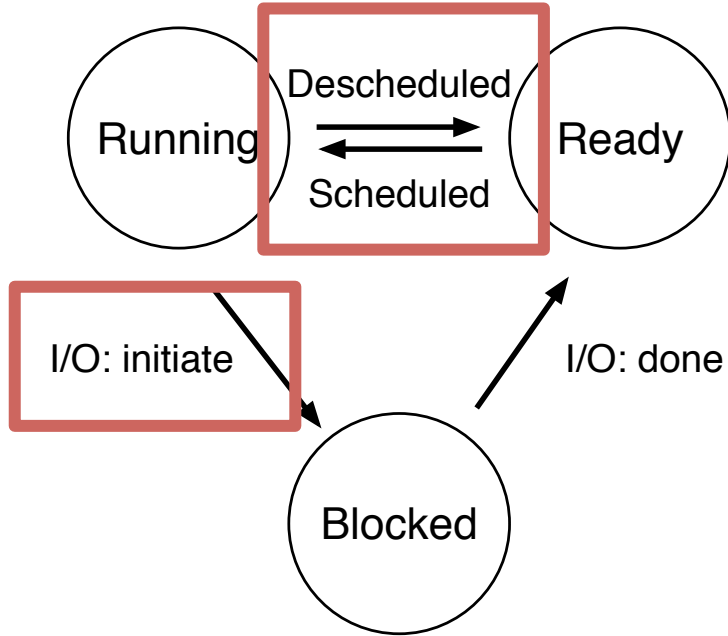 Descheduled
Running
Ready
Scheduled
I/O: initiate
I/O: done
Blocked